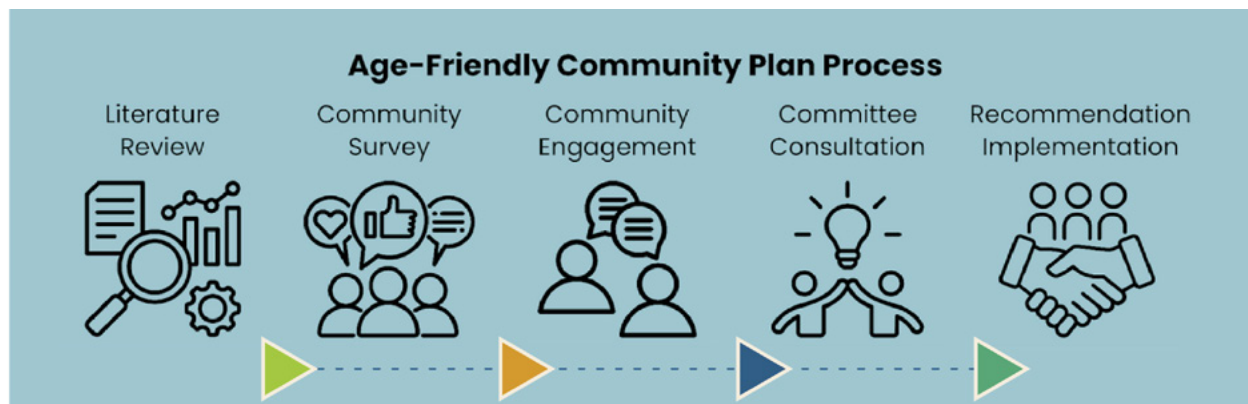 Age-Friendly Community Plan Process
Literature
Review
Community
Survey
Community
Engagement
Committee
Consultation
Recommendation
Implementation